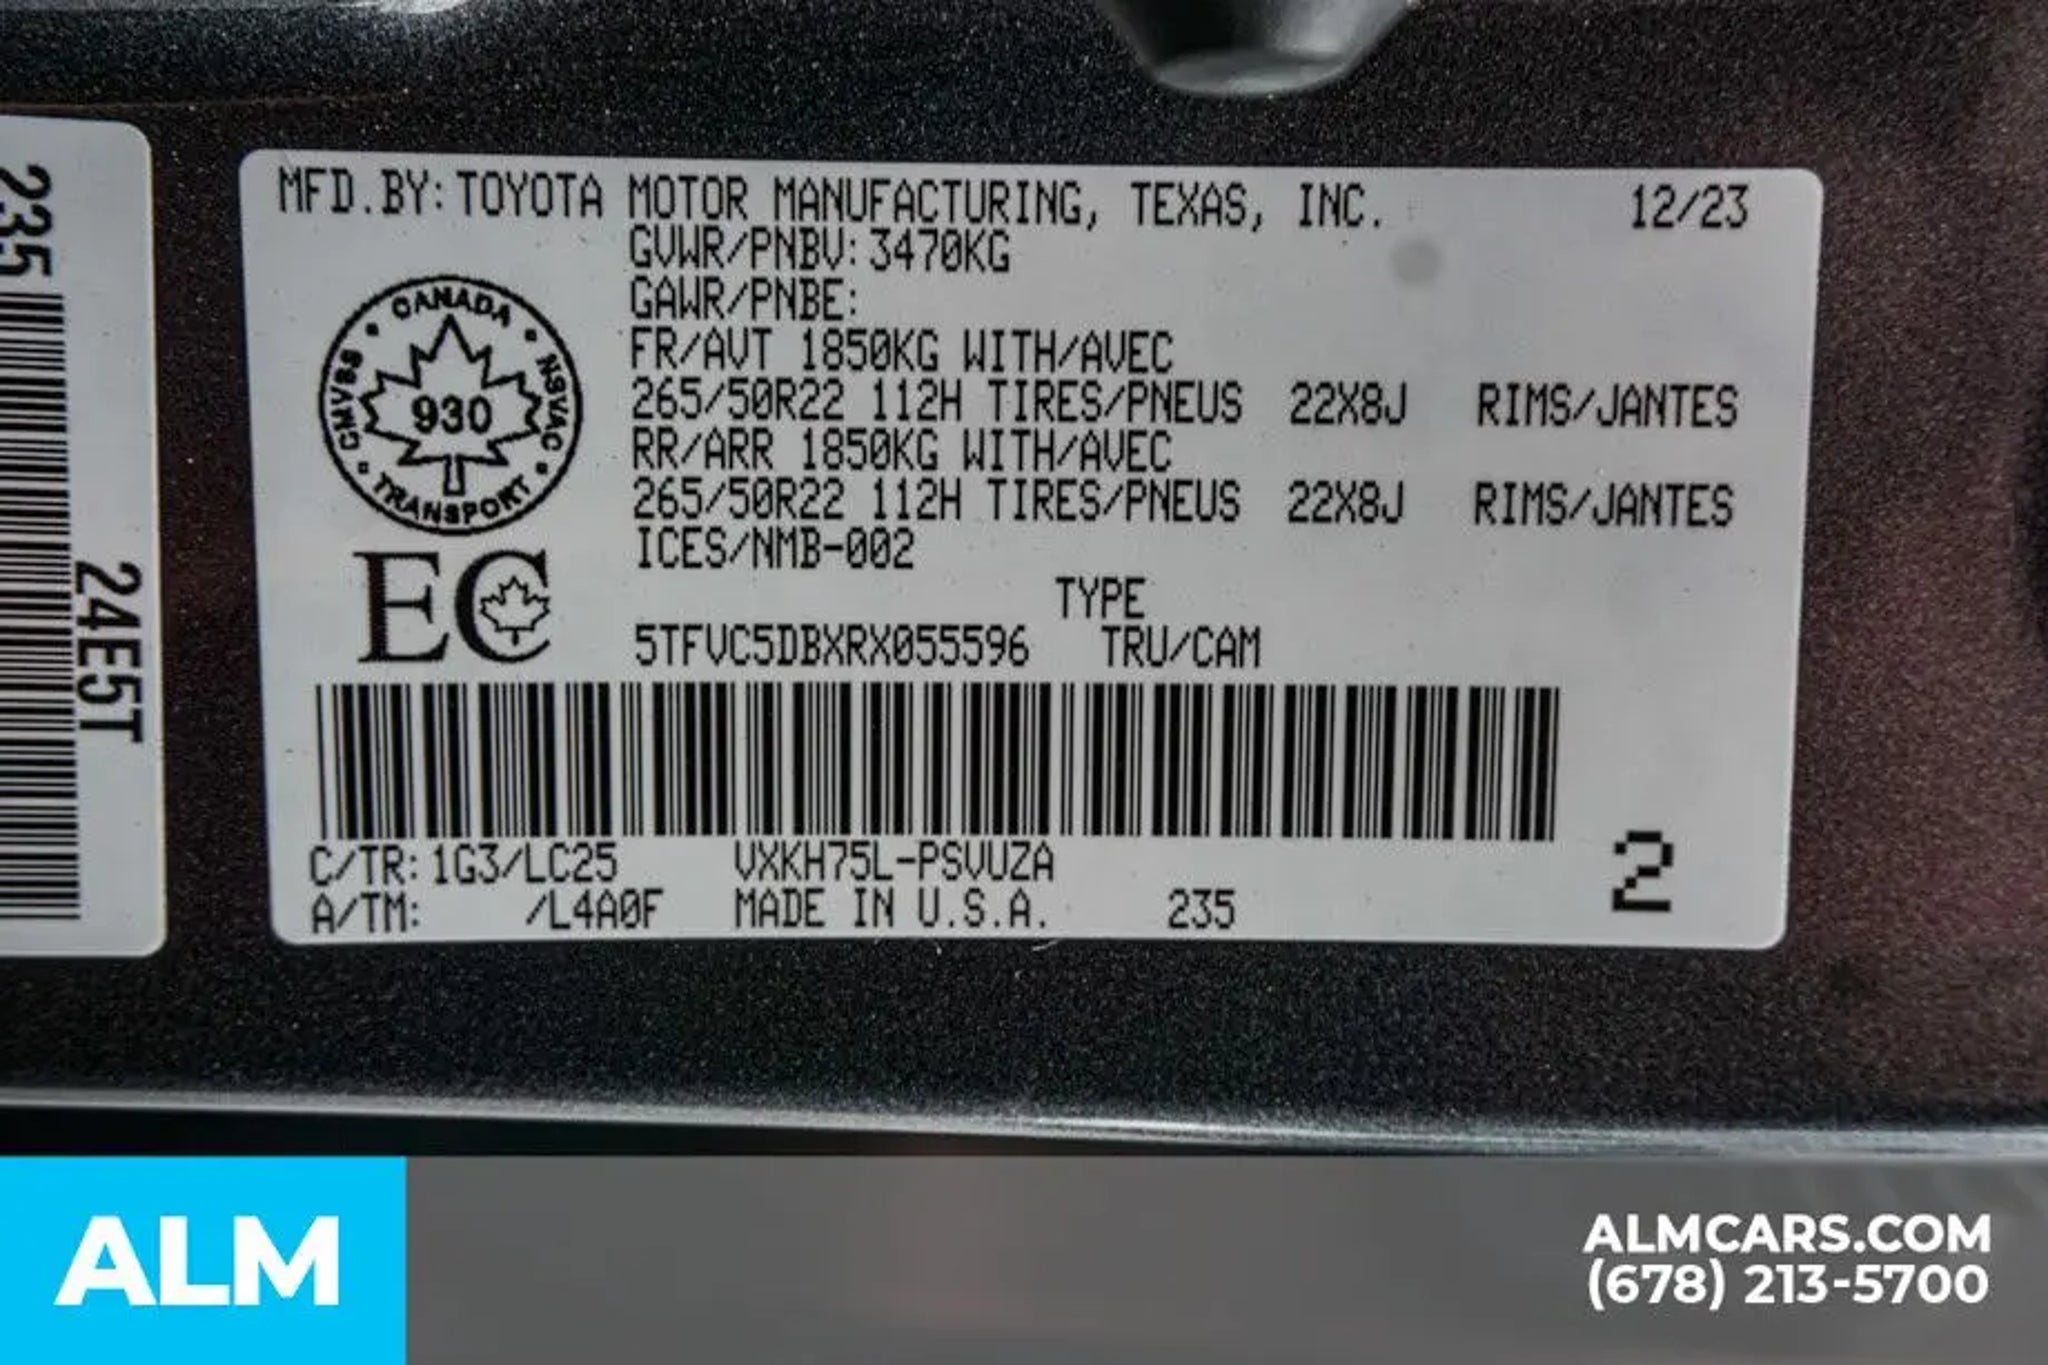 235
24E5T
MFD.BY: TOYOTA MOTOR MANUFACTURING, TEXAS, INC. 12/23
GVWR/PNBV: 3470KG
GAWR/PNBE:
FR/AVT 1850KG WITH/AVEC
265/50R22 112H TIRES/PNEUS 22X8J RIMS/JANTES
RR/ARR 1850KG WITH/AVEC
265/50R22 112H TIRES/PNEUS 22X8J RIMS/JANTES
ICES/NMB-002
CANADA
CMVSS
NSVAC
930
TRANSPORT
EC
TYPE
5TFVC5DBXRX055596 TRU/CAM
C/TR: 1G3/LC25 VXKH75L-PSVUZA
A/TM: /L4A0F MADE IN U.S.A. 235
2
ALM
ALMCARS.COM
(678) 213-5700